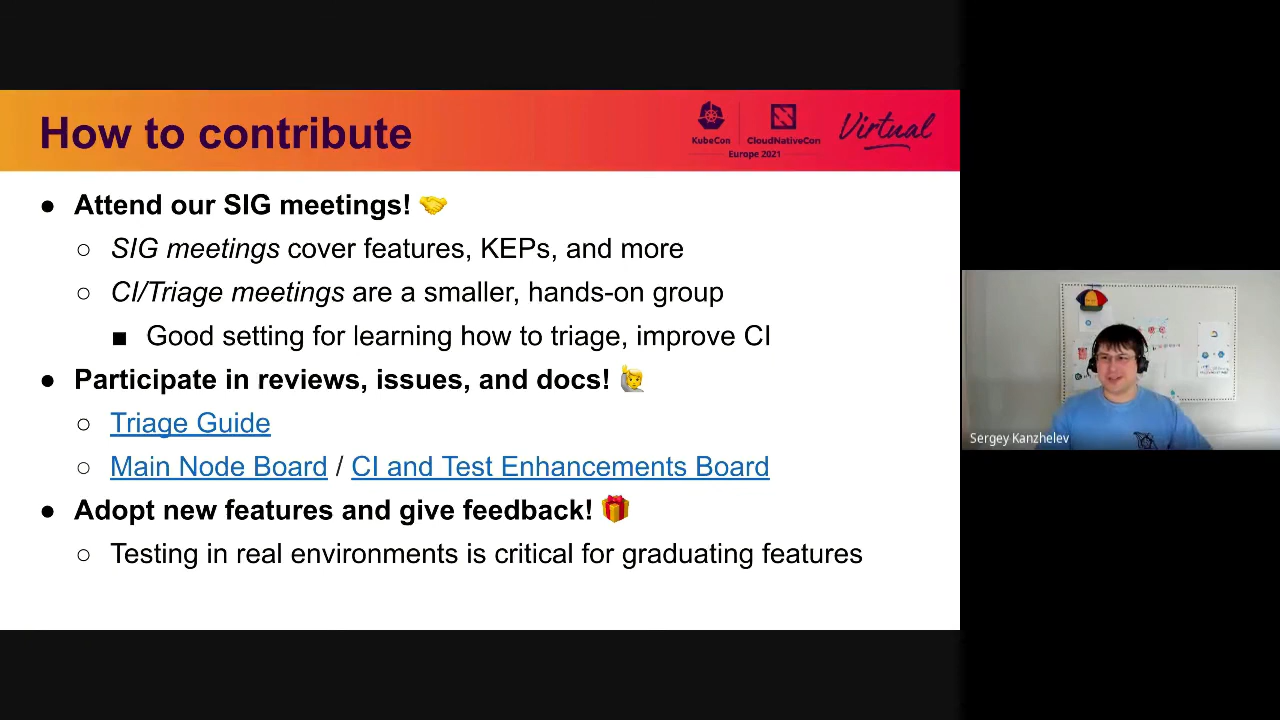 How to contribute
KubeCon
CloudNativeCon
Europe 2021
Virtual
● Attend our SIG meetings! 🤝
○ SIG meetings cover features, KEPs, and more
○ CI/Triage meetings are a smaller, hands-on group
■ Good setting for learning how to triage, improve CI
● Participate in reviews, issues, and docs! 🙋
○ Triage Guide
○ Main Node Board / CI and Test Enhancements Board
● Adopt new features and give feedback! 🎁
○ Testing in real environments is critical for graduating features
Sergey Kanzhelev